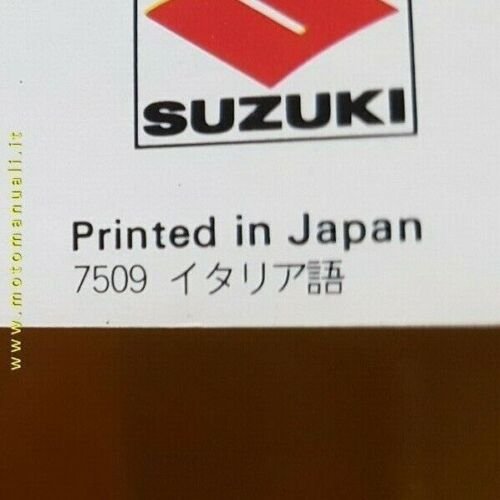 SUZUKI
Printed in Japan
7509 イタリア語
www.motomanuali.it